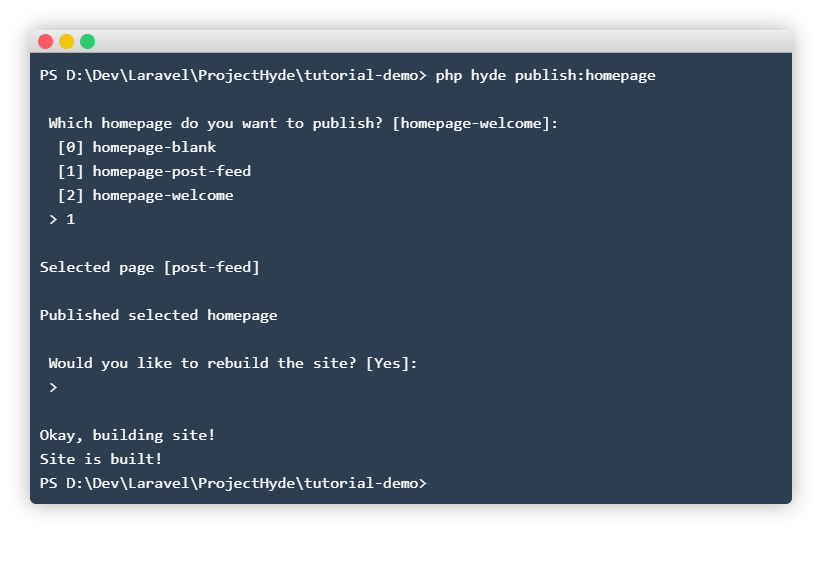 PS D:\Dev\Laravel\ProjectHyde\tutorial-demo> php hyde publish:homepage
Which homepage do you want to publish? [homepage-welcome]:
[0] homepage-blank
[1] homepage-post-feed
[2] homepage-welcome
> 1
Selected page [post-feed]
Published selected homepage
Would you like to rebuild the site? [Yes]:
>
Okay, building site!
Site is built!
PS D:\Dev\Laravel\ProjectHyde\tutorial-demo>